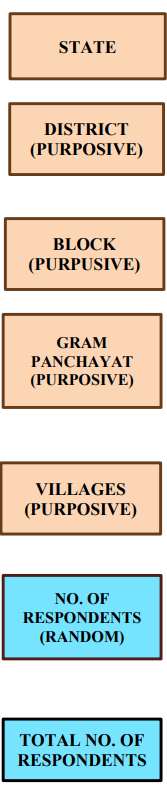 STATE
DISTRICT
(PURPOSIVE)
BLOCK
(PURPUSIVE)
GRAM
PANCHAYAT
(PURPOSIVE)
VILLAGES
(PURPOSIVE)
NO. OF
RESPONDENTS
(RANDOM)
TOTAL NO. OF
RESPONDENTS